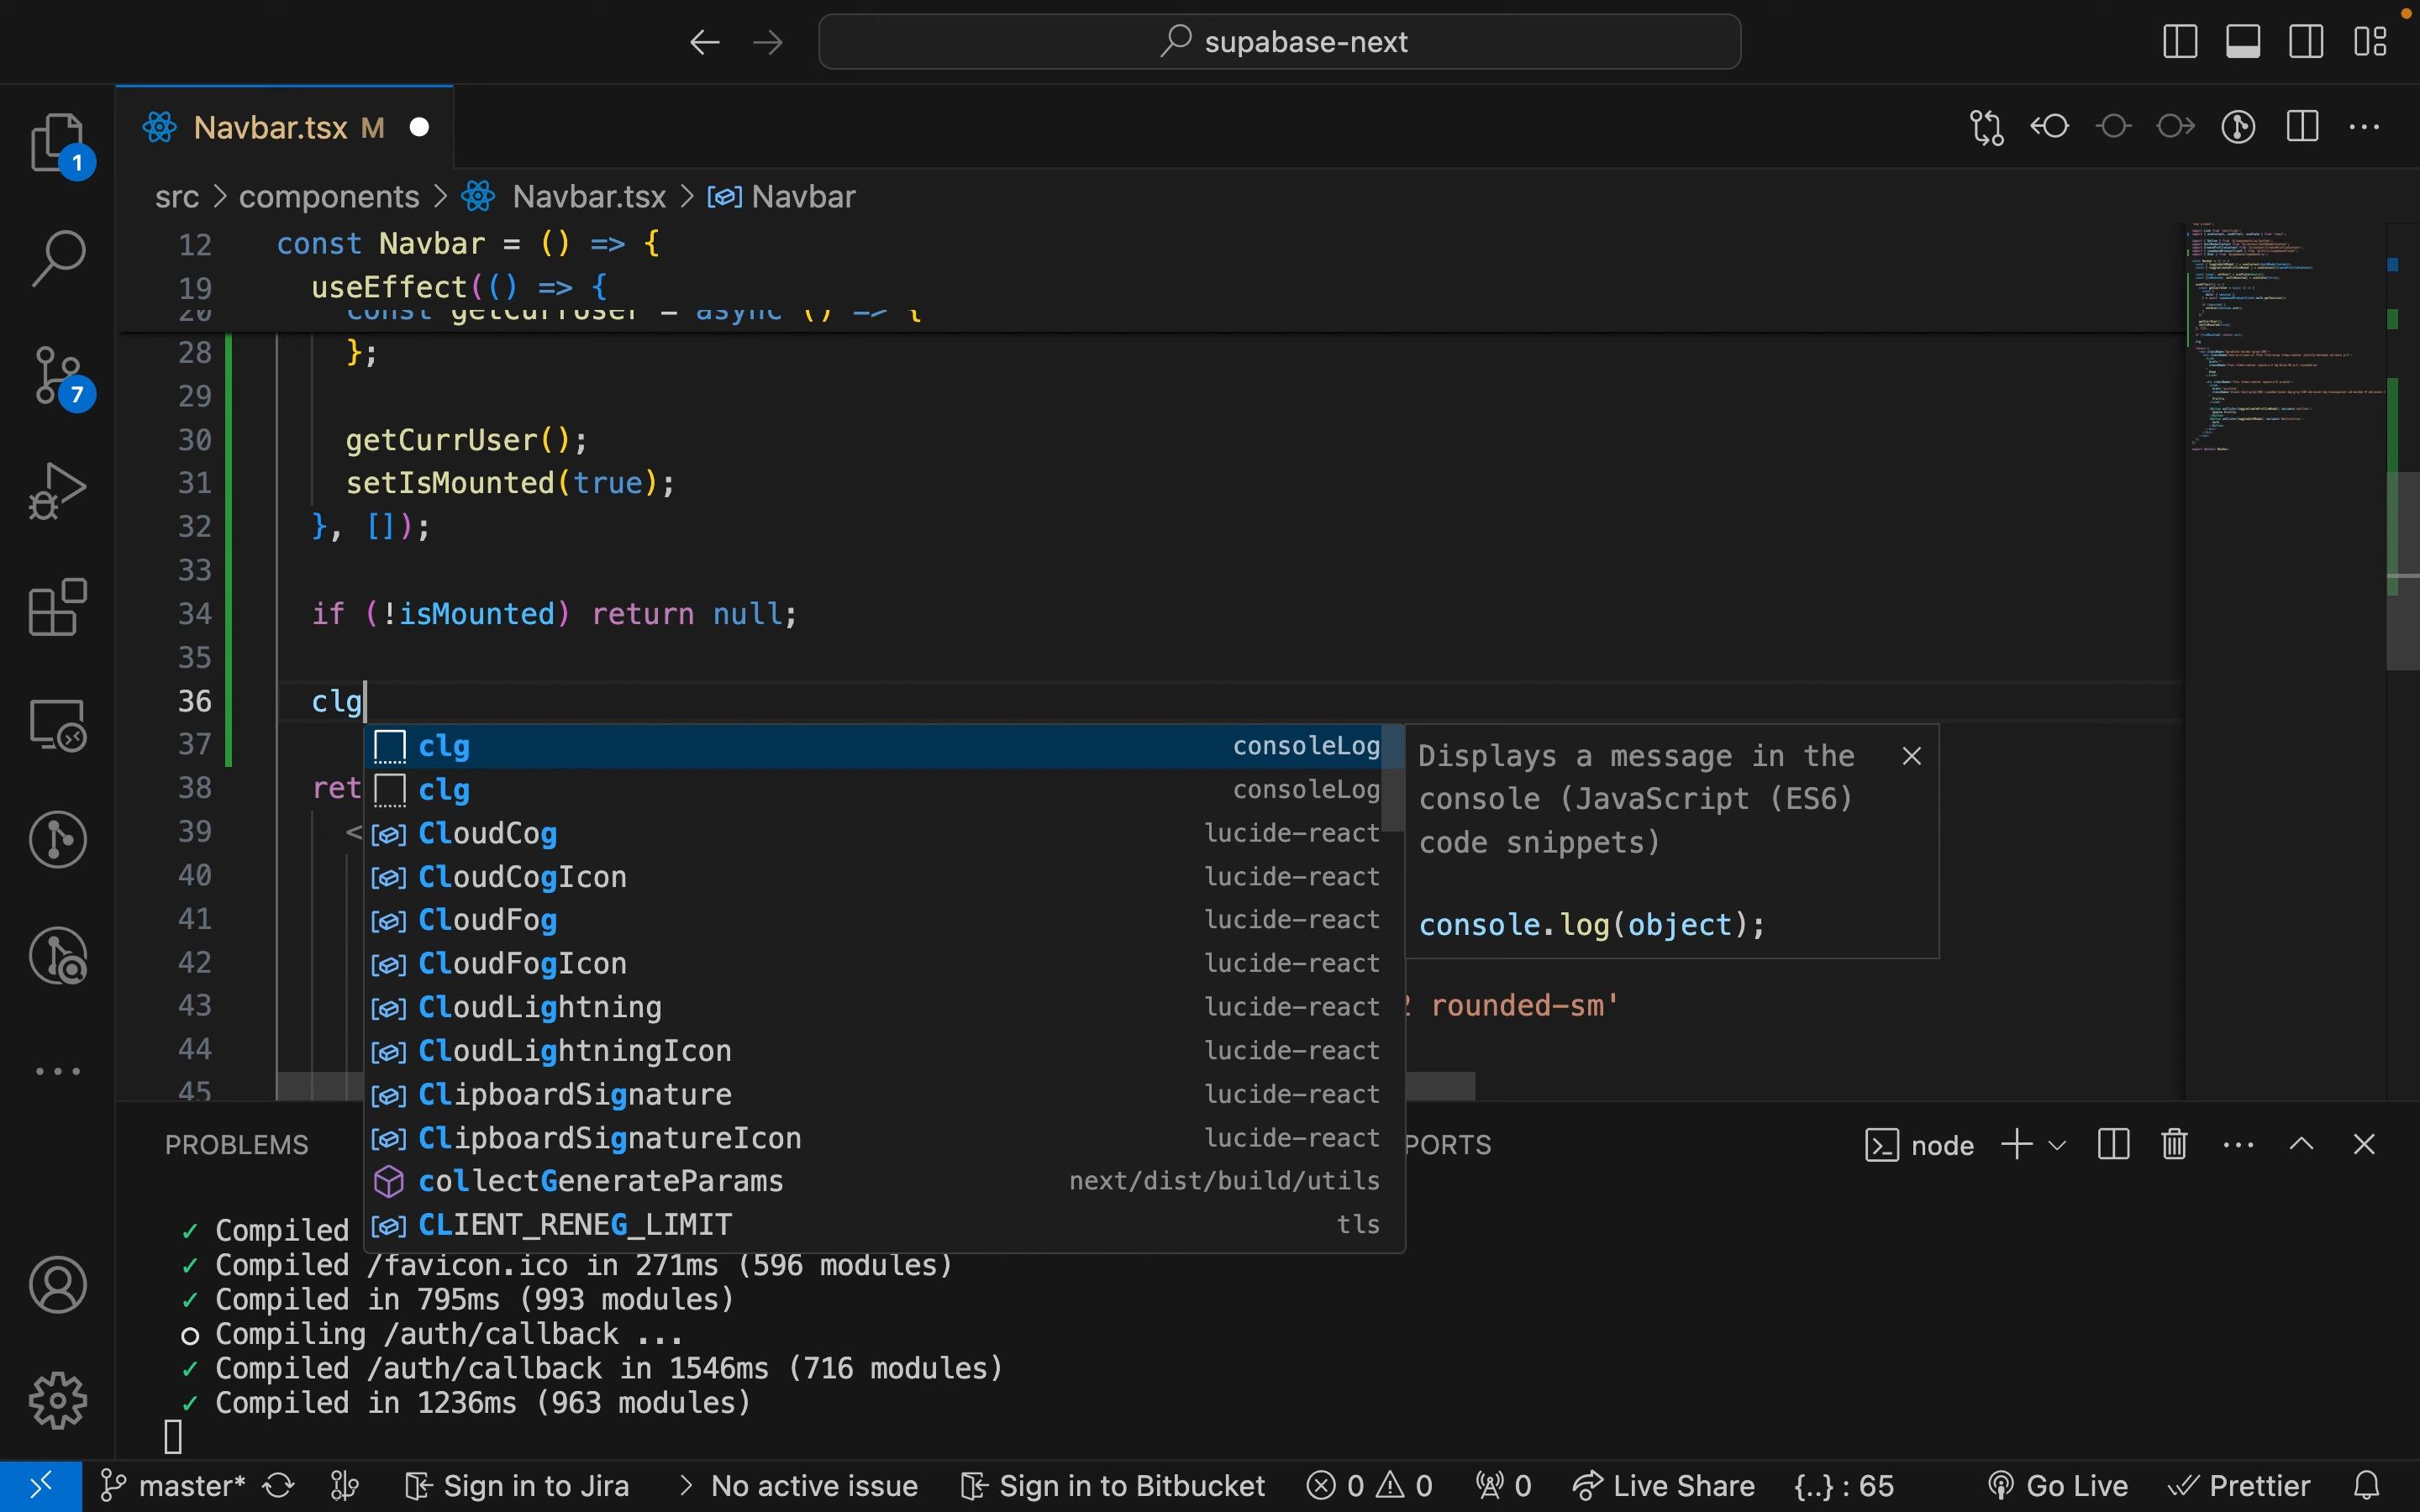 supabase-next
Navbar.tsx M
src > components > Navbar.tsx > Navbar
12 const Navbar = () => {
19 useEffect(() => {
20 const getCurrUser = async () => {
28 };
29
30 getCurrUser();
31 setIsMounted(true);
32 }, []);
33
34 if (!isMounted) return null;
35
36 clg
37
38 ret
39 <
40
41
42
43 2 rounded-sm'
44
45
clg consoleLog
clg consoleLog
CloudCog lucide-react
CloudCogIcon lucide-react
CloudFog lucide-react
CloudFogIcon lucide-react
CloudLightning lucide-react
CloudLightningIcon lucide-react
ClipboardSignature lucide-react
ClipboardSignatureIcon lucide-react
collectGenerateParams next/dist/build/utils
CLIENT_RENEG_LIMIT tls
Displays a message in the
console (JavaScript (ES6)
code snippets)
console.log(object);
1
7
PROBLEMS PORTS node
✓ Compiled
✓ Compiled /favicon.ico in 271ms (596 modules)
✓ Compiled in 795ms (993 modules)
○ Compiling /auth/callback ...
✓ Compiled /auth/callback in 1546ms (716 modules)
✓ Compiled in 1236ms (963 modules)
master* Sign in to Jira > No active issue Sign in to Bitbucket 0 0 0 Live Share {..} : 65 Go Live Prettier